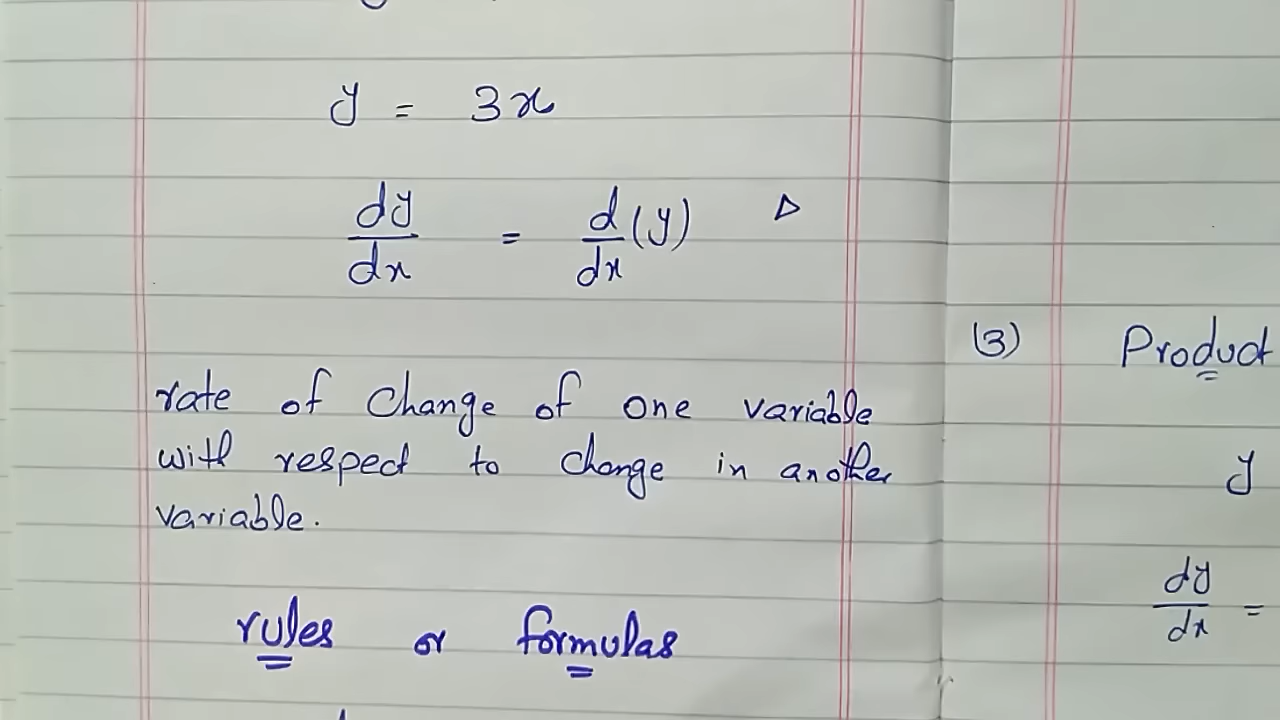 y = 3x
dy/dx = d/dx (y) ▷
rate of change of one variable
with respect to change in another
variable.
rules or formulas
(3) Product
y
dy/dx =